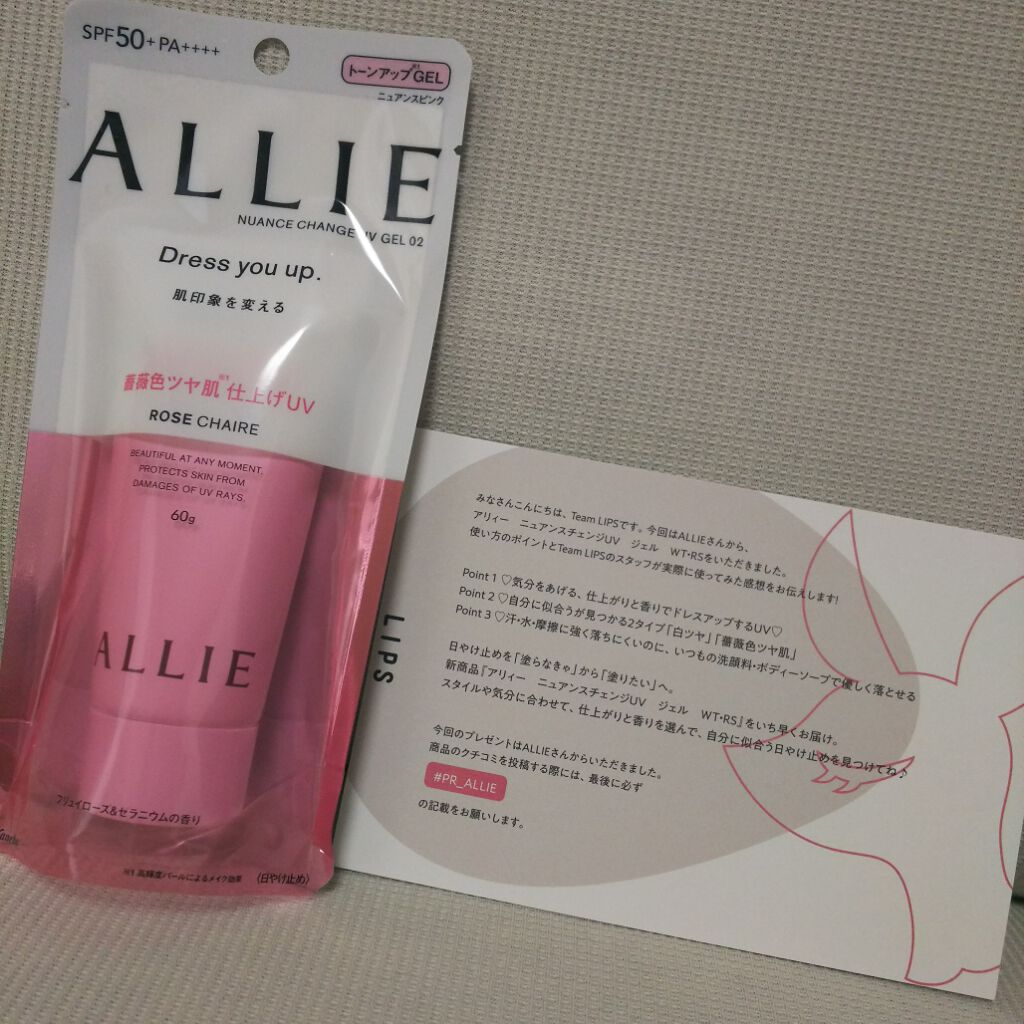 SPF50+PA++++
トーンアップ※1GEL
ニュアンスピンク
ALLIE
NUANCE CHANGE UV GEL 02
Dress you up.
肌印象を変える
薔薇色ツヤ肌※1仕上げUV
ROSE CHAIRE
BEAUTIFUL AT ANY MOMENT,
PROTECTS SKIN FROM
DAMAGES OF UV RAYS.
60g
ALLIE
フリュイローズ&ゼラニウムの香り
※1 高輝度パールによるメイク効果
(日やけ止め)
LIPS
みなさんこんにちは、Team LIPSです。今回はALLIEさんから、
アリィー ニュアンスチェンジUV ジェル WT・RSをいただきました。
使い方のポイントとTeam LIPSのスタッフが実際に使ってみた感想をお伝えします!
Point 1 ♡気分をあげる、仕上がりと香りでドレスアップするUV♡
Point 2 ♡自分に似合うが見つかる2タイプ「白ツヤ」「薔薇色ツヤ肌」
Point 3 ♡汗・水・摩擦に強く落ちにくいのに、いつもの洗顔料・ボディーソープで優しく落とせる
日やけ止めを「塗らなきゃ」から「塗りたい」へ。
新商品『アリィー ニュアンスチェンジUV ジェル WT・RS』をいち早くお届け。
スタイルや気分に合わせて、仕上がりと香りを選んで、自分に似合う日やけ止めを見つけてね♪
今回のプレゼントはALLIEさんからいただきました。
商品のクチコミを投稿する際には、最後に必ず
#PR_ALLIE
の記載をお願いします。